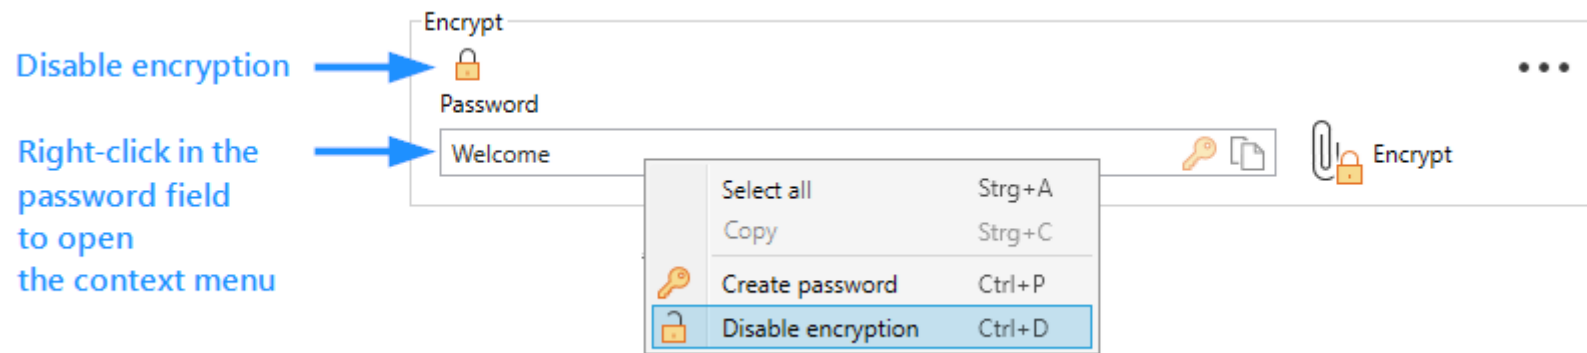 Encrypt
Disable encryption
Password
Right-click in the
password field
to open
the context menu
Welcome
Encrypt
Select all Strg+A
Copy Strg+C
Create password Ctrl+P
Disable encryption Ctrl+D